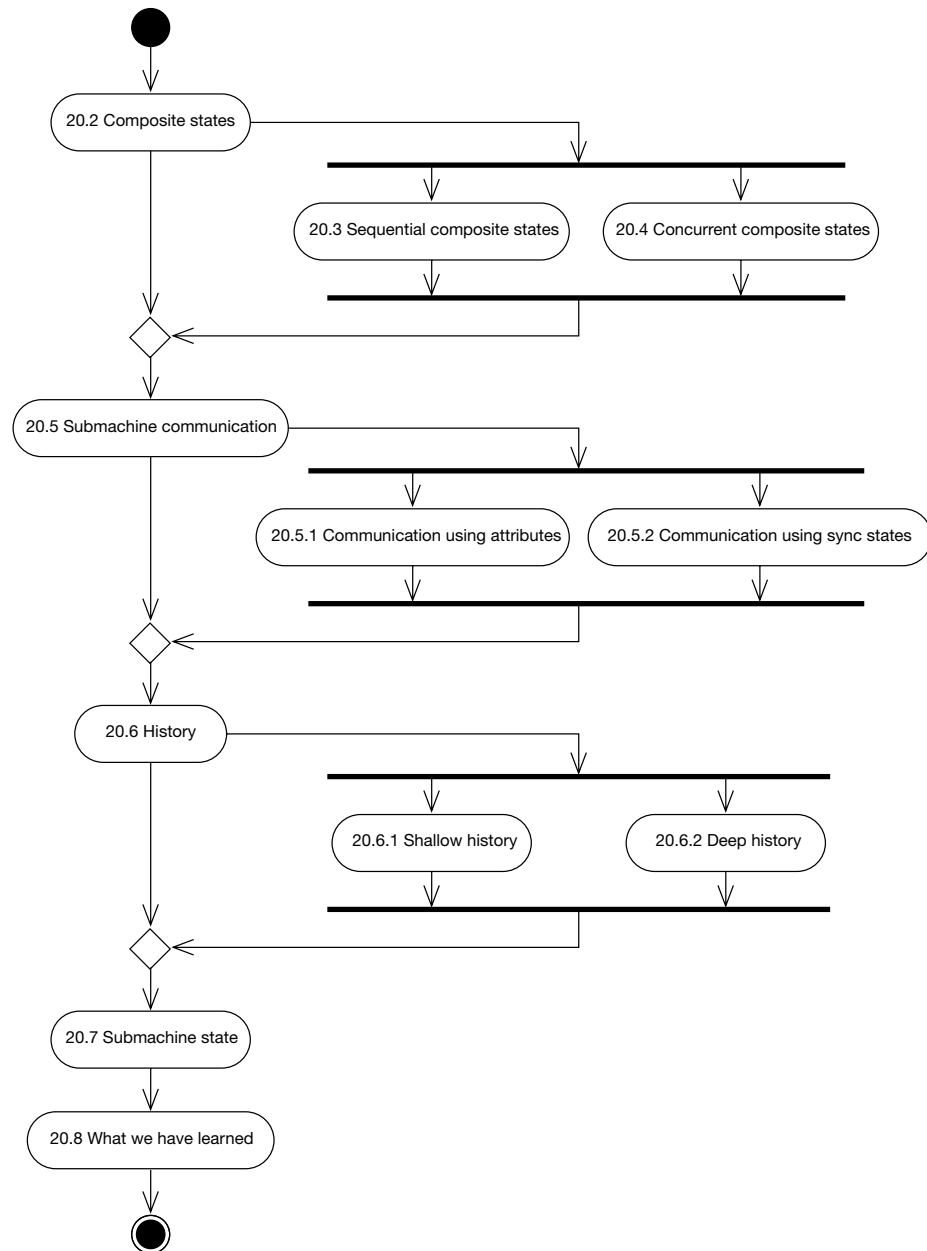 20.2 Composite states
20.3 Sequential composite states
20.4 Concurrent composite states
20.5 Submachine communication
20.5.1 Communication using attributes
20.5.2 Communication using sync states
20.6 History
20.6.1 Shallow history
20.6.2 Deep history
20.7 Submachine state
20.8 What we have learned